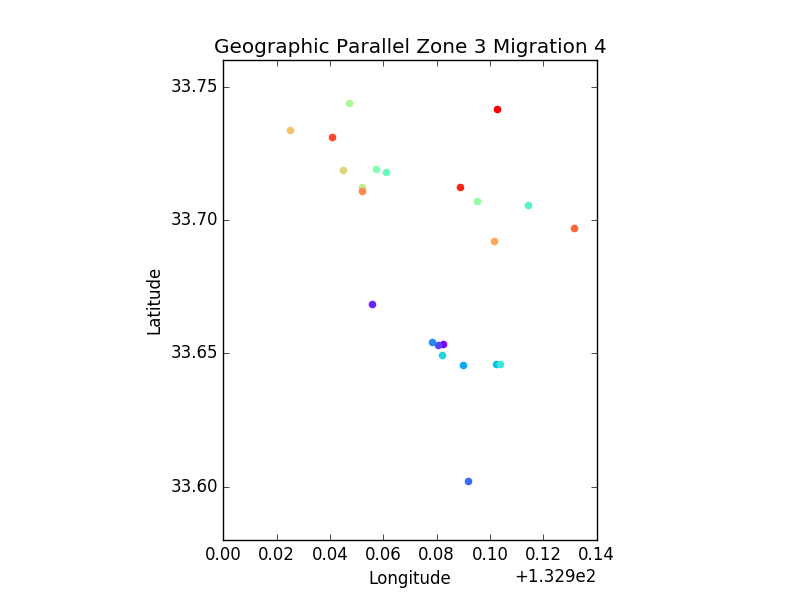 Geographic Parallel Zone 3 Migration 4
33.75
33.70
33.65
33.60
Latitude
0.00 0.02 0.04 0.06 0.08 0.10 0.12 0.14
Longitude
+1.329e2